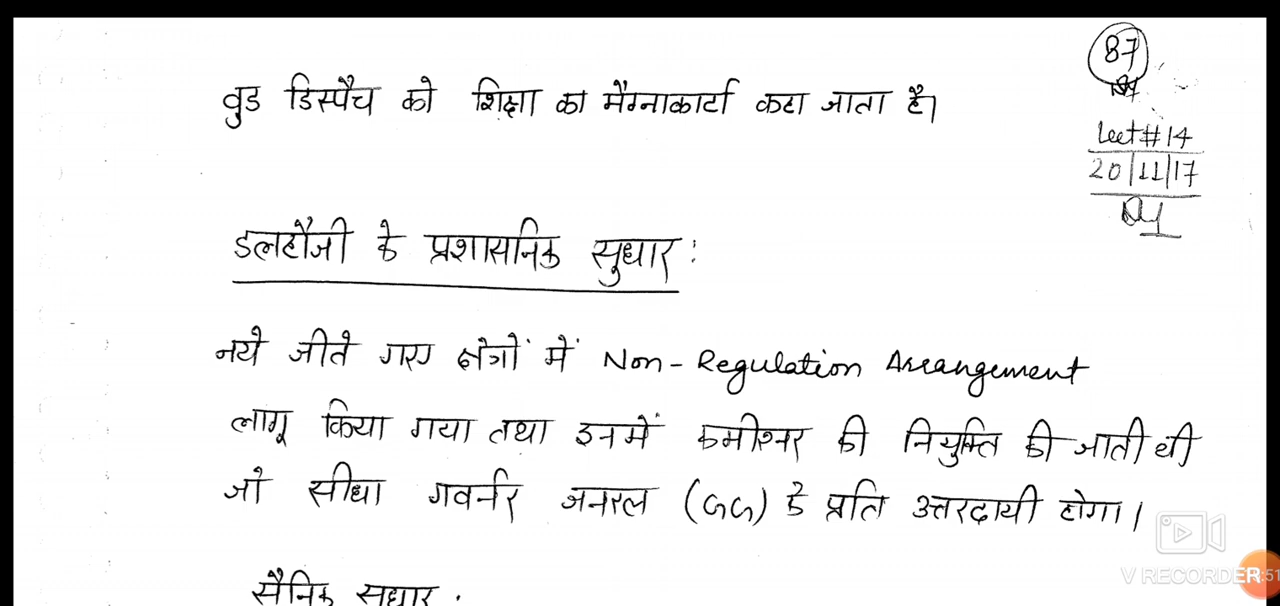 87
वुड डिस्पैच को शिक्षा का मैग्नाकार्टा कहा जाता है।
Lect#14
20/11/17
डलहौजी के प्रशासनिक सुधार:
नये जीते गए क्षेत्रों में Non-Regulation Arrangement
लागू किया गया तथा इनमें कमीश्नर की नियुक्ति की जाती थी
जो सीधा गवर्नर जनरल (GG) के प्रति उत्तरदायी होगा।
सैनिक सुधार:
V RECORDER
:51